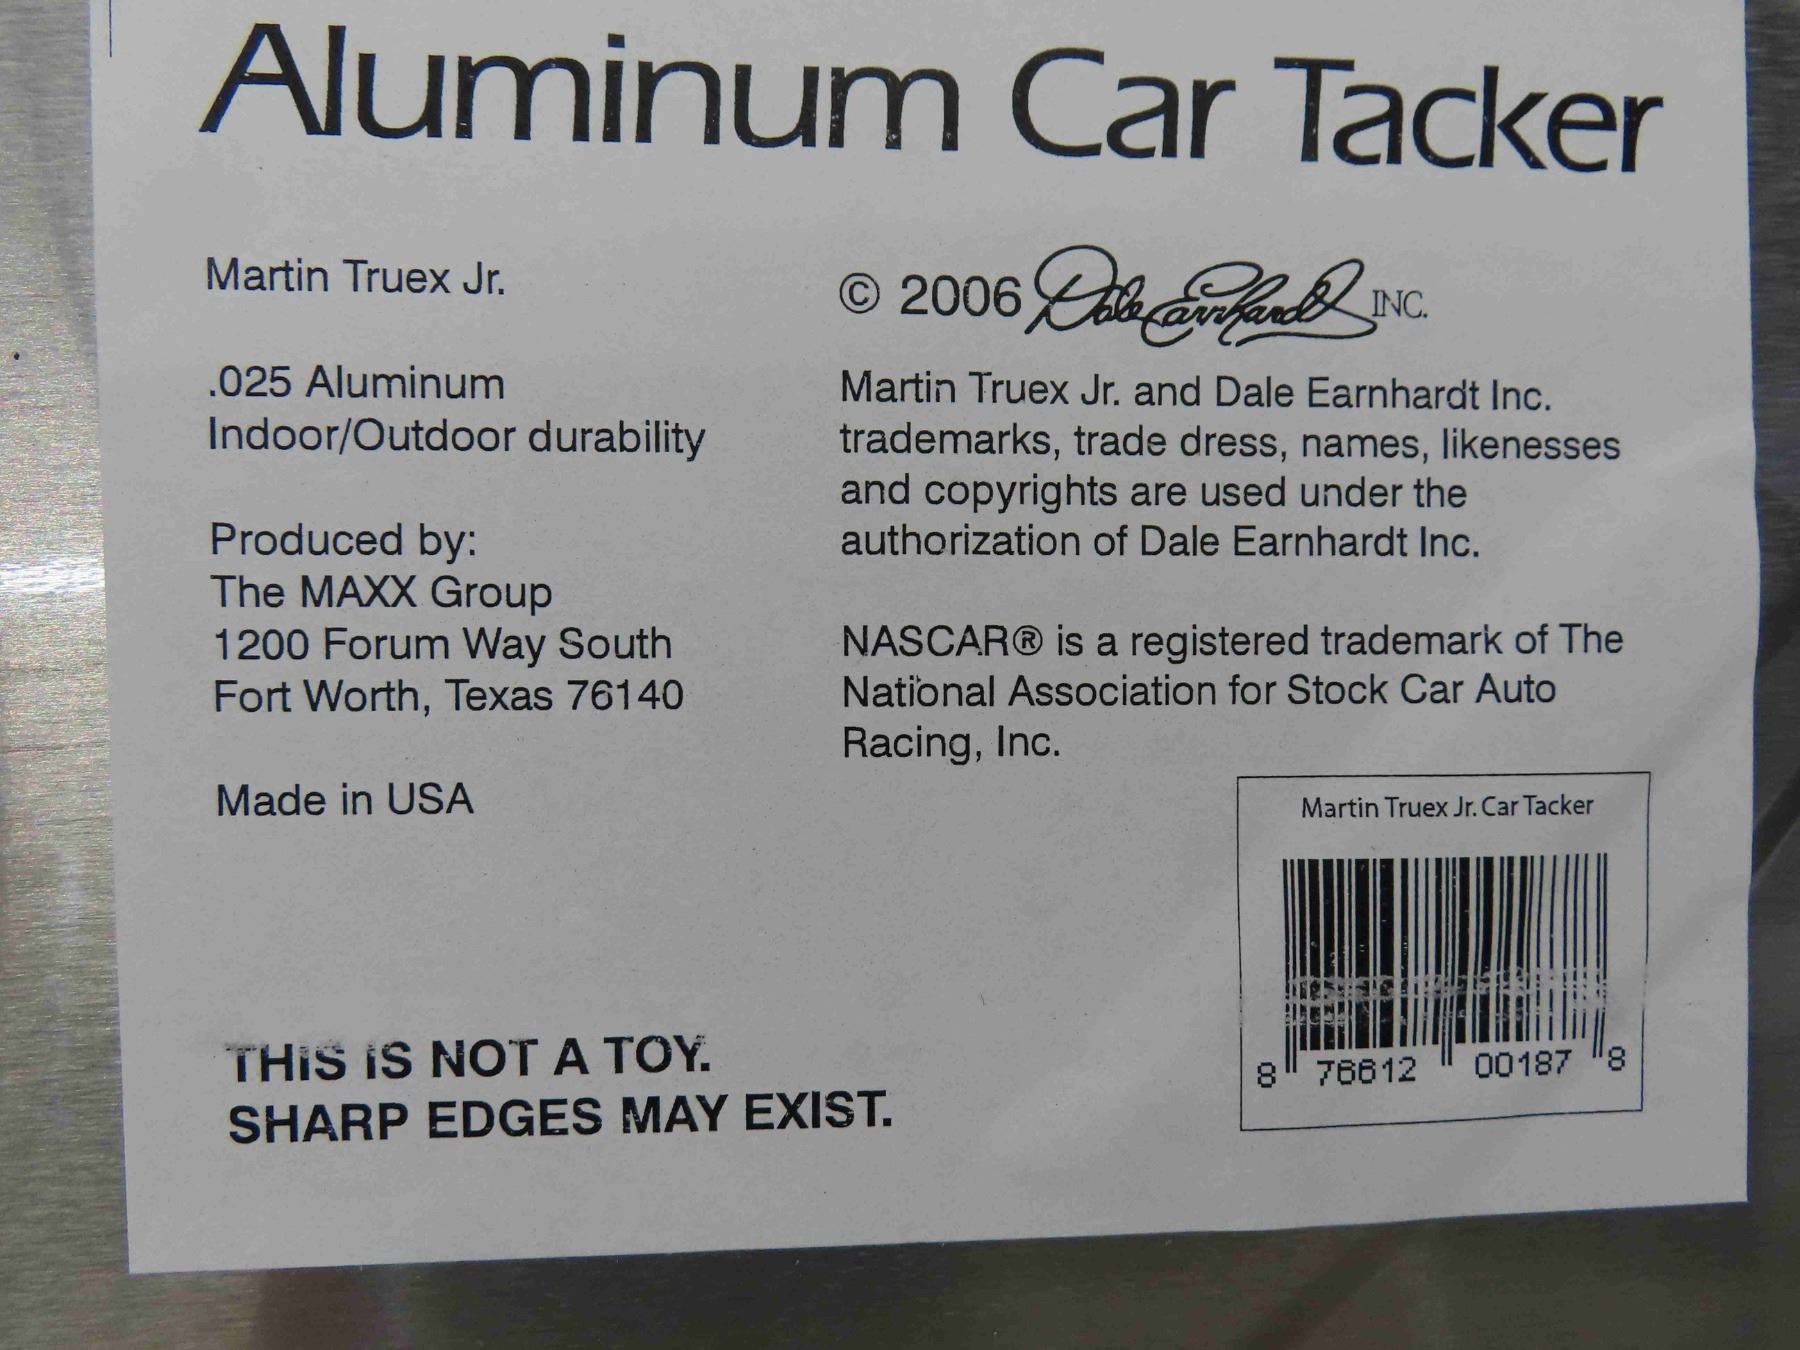 Aluminum Car Tacker
Martin Truex Jr.
.025 Aluminum
Indoor/Outdoor durability
Produced by:
The MAXX Group
1200 Forum Way South
Fort Worth, Texas 76140
Made in USA
© 2006 Dale Earnhardt INC.
Martin Truex Jr. and Dale Earnhardt Inc.
trademarks, trade dress, names, likenesses
and copyrights are used under the
authorization of Dale Earnhardt Inc.
NASCAR® is a registered trademark of The
National Association for Stock Car Auto
Racing, Inc.
Martin Truex Jr. Car Tacker
8 76612 00187 8
THIS IS NOT A TOY.
SHARP EDGES MAY EXIST.